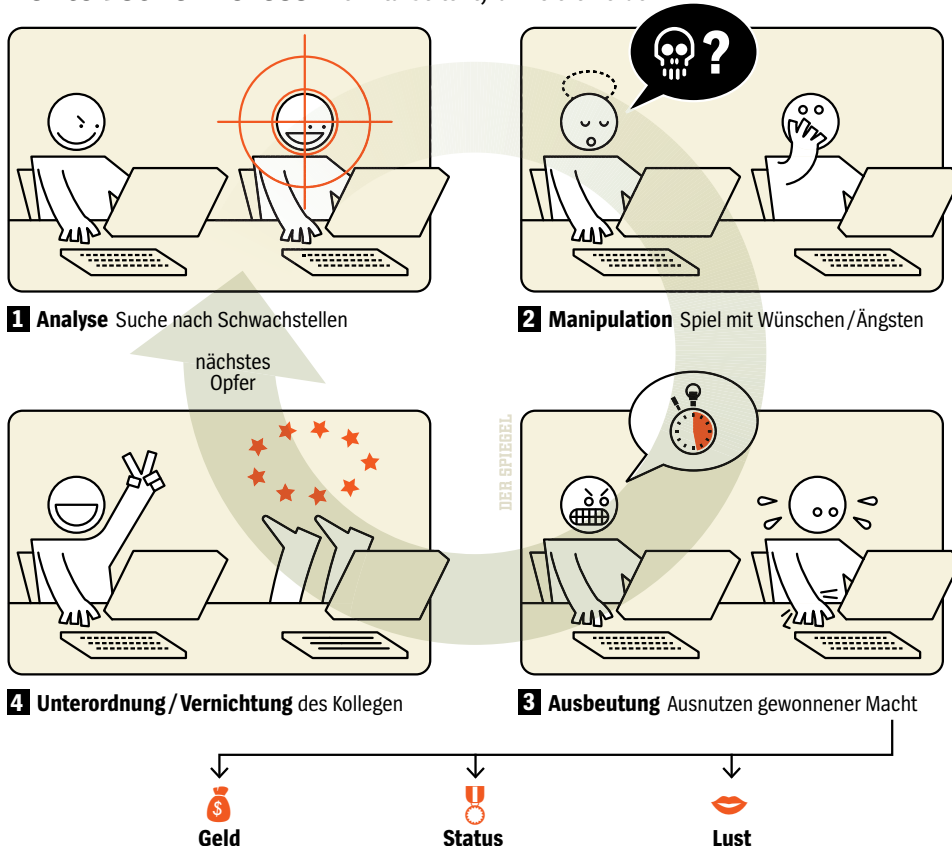 1 Analyse Suche nach Schwachstellen
?
2 Manipulation Spiel mit Wünschen/Ängsten
nächstes
Opfer
DER SPIEGEL
4 Unterordnung/Vernichtung des Kollegen
3 Ausbeutung Ausnutzen gewonnener Macht
$
Geld
Status
Lust